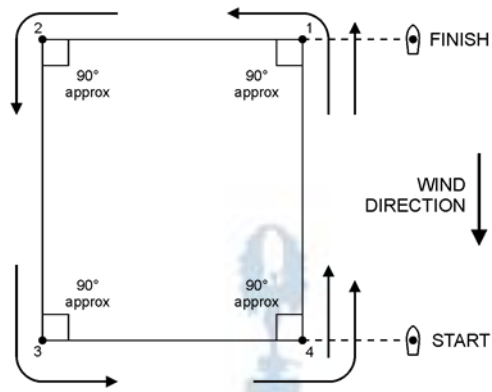 2
1
FINISH
90°
approx
90°
approx
WIND
DIRECTION
90°
approx
90°
approx
3
4
START